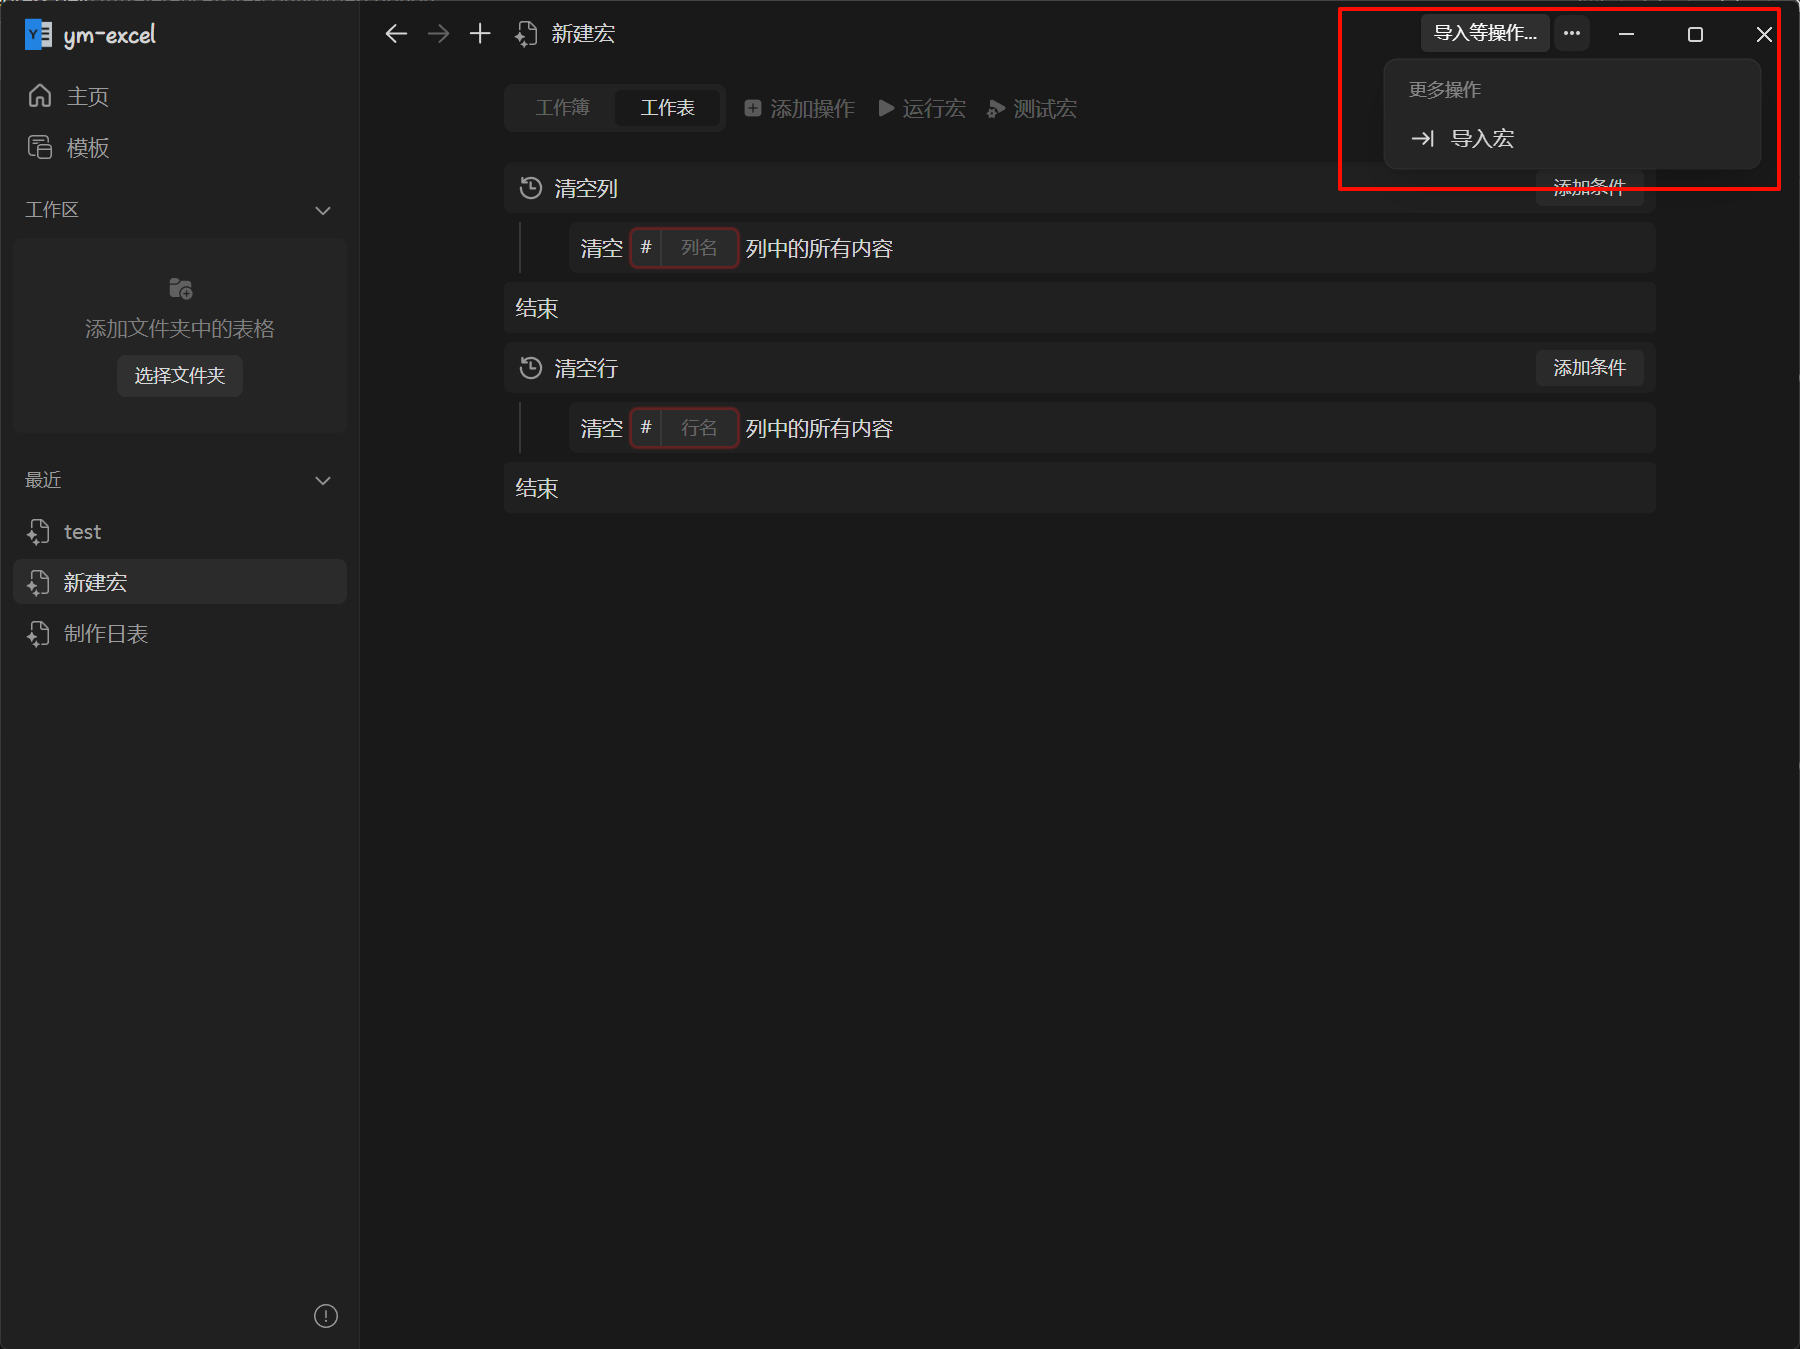 ym-excel
主页
模板
工作区
添加文件夹中的表格
选择文件夹
最近
test
新建宏
制作日表
新建宏
导入等操作...
更多操作
导入宏
工作簿 工作表 添加操作 运行宏 测试宏
清空列 添加条件
清空 # 列名 列中的所有内容
结束
清空行 添加条件
清空 # 行名 列中的所有内容
结束